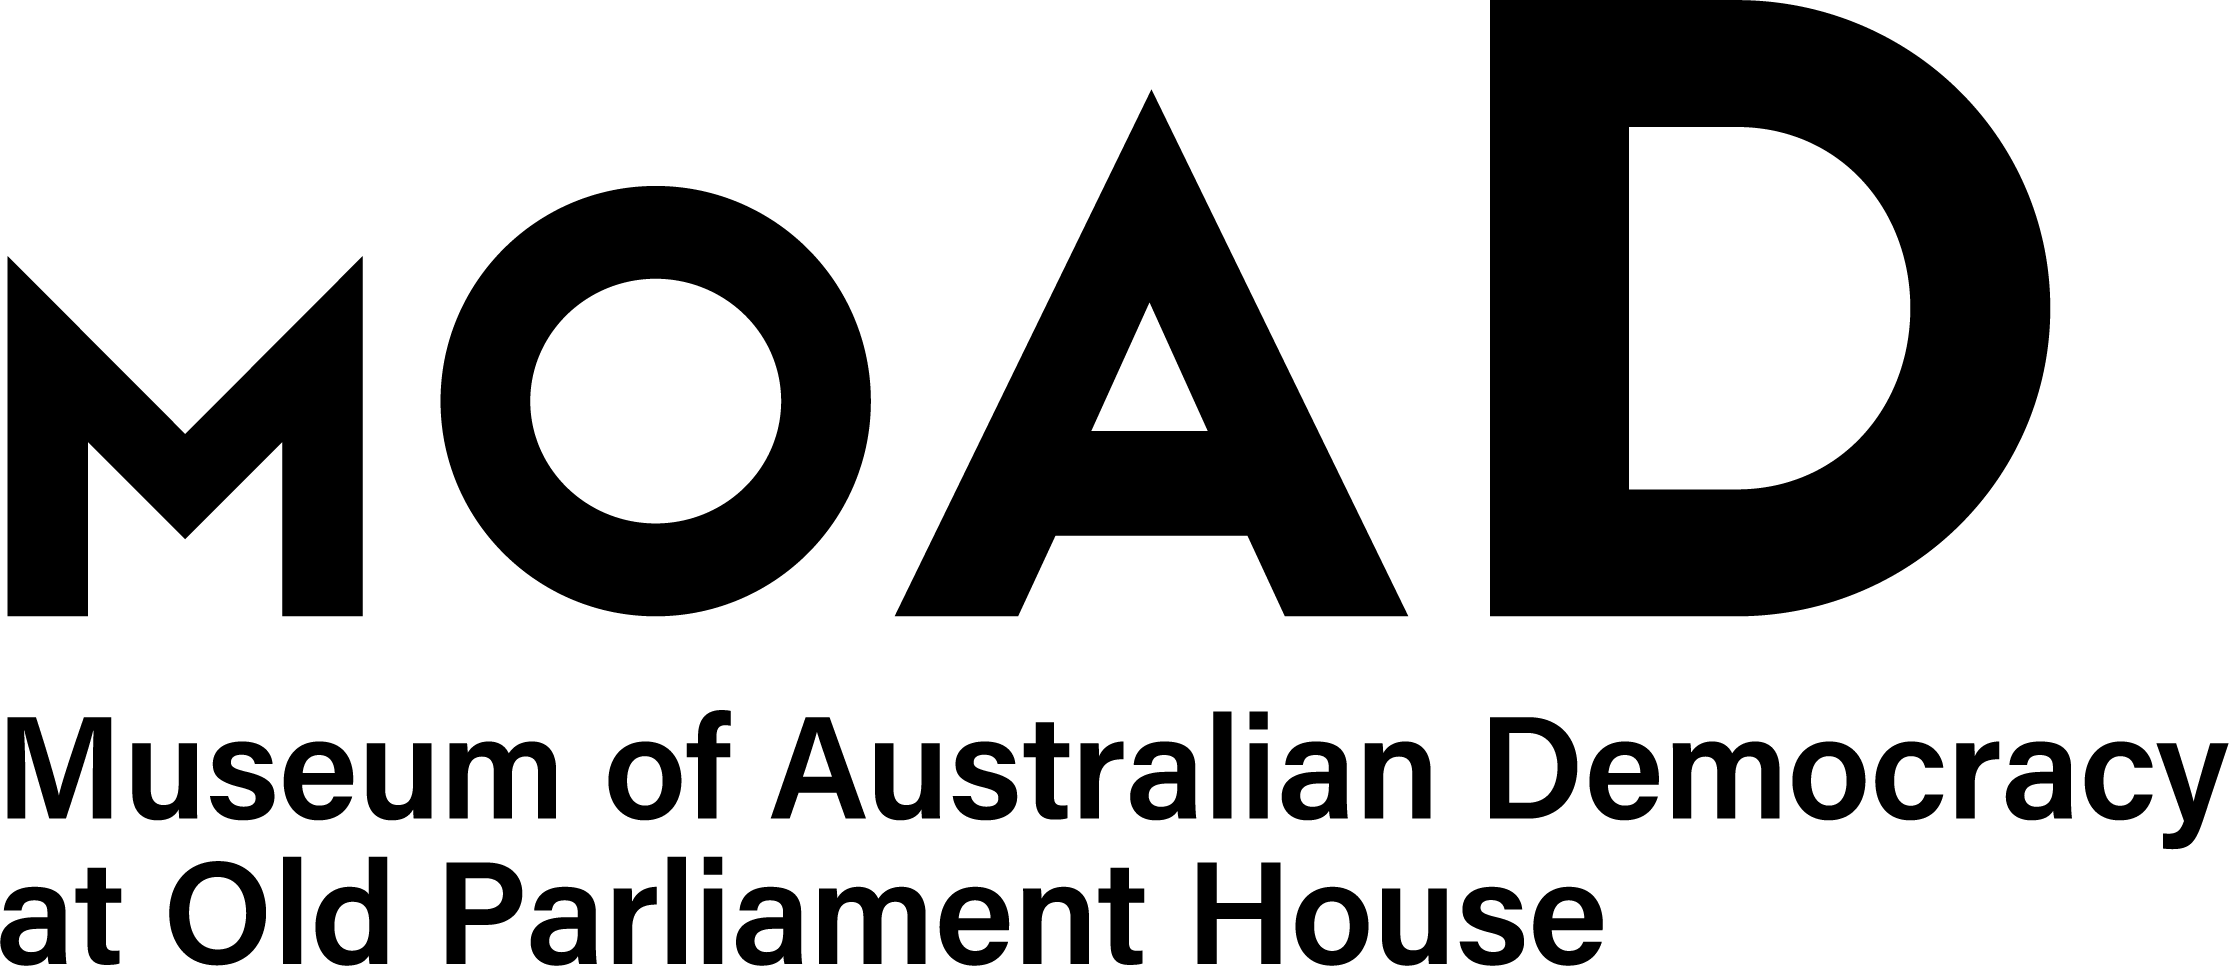 MOAD
Museum of Australian Democracy
at Old Parliament House